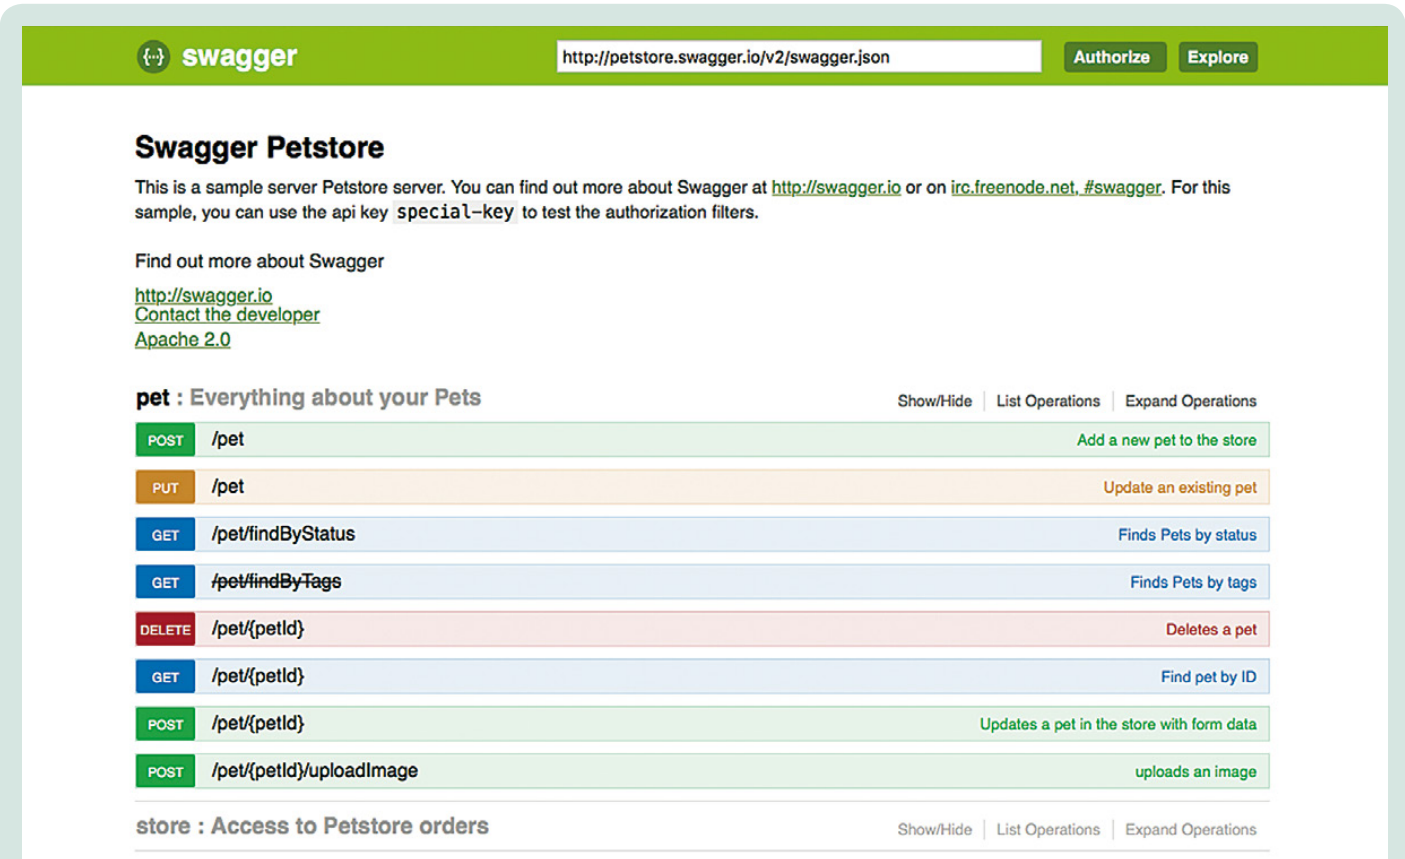 {··} swagger http://petstore.swagger.io/v2/swagger.json Authorize Explore
Swagger Petstore
This is a sample server Petstore server. You can find out more about Swagger at http://swagger.io or on irc.freenode.net, #swagger. For this
sample, you can use the api key special-key to test the authorization filters.
Find out more about Swagger
http://swagger.io
Contact the developer
Apache 2.0
pet : Everything about your Pets Show/Hide List Operations Expand Operations
POST /pet Add a new pet to the store
PUT /pet Update an existing pet
GET /pet/findByStatus Finds Pets by status
GET /pet/findByTags Finds Pets by tags
DELETE /pet/{petId} Deletes a pet
GET /pet/{petId} Find pet by ID
POST /pet/{petId} Updates a pet in the store with form data
POST /pet/{petId}/uploadImage uploads an image
store : Access to Petstore orders Show/Hide List Operations Expand Operations